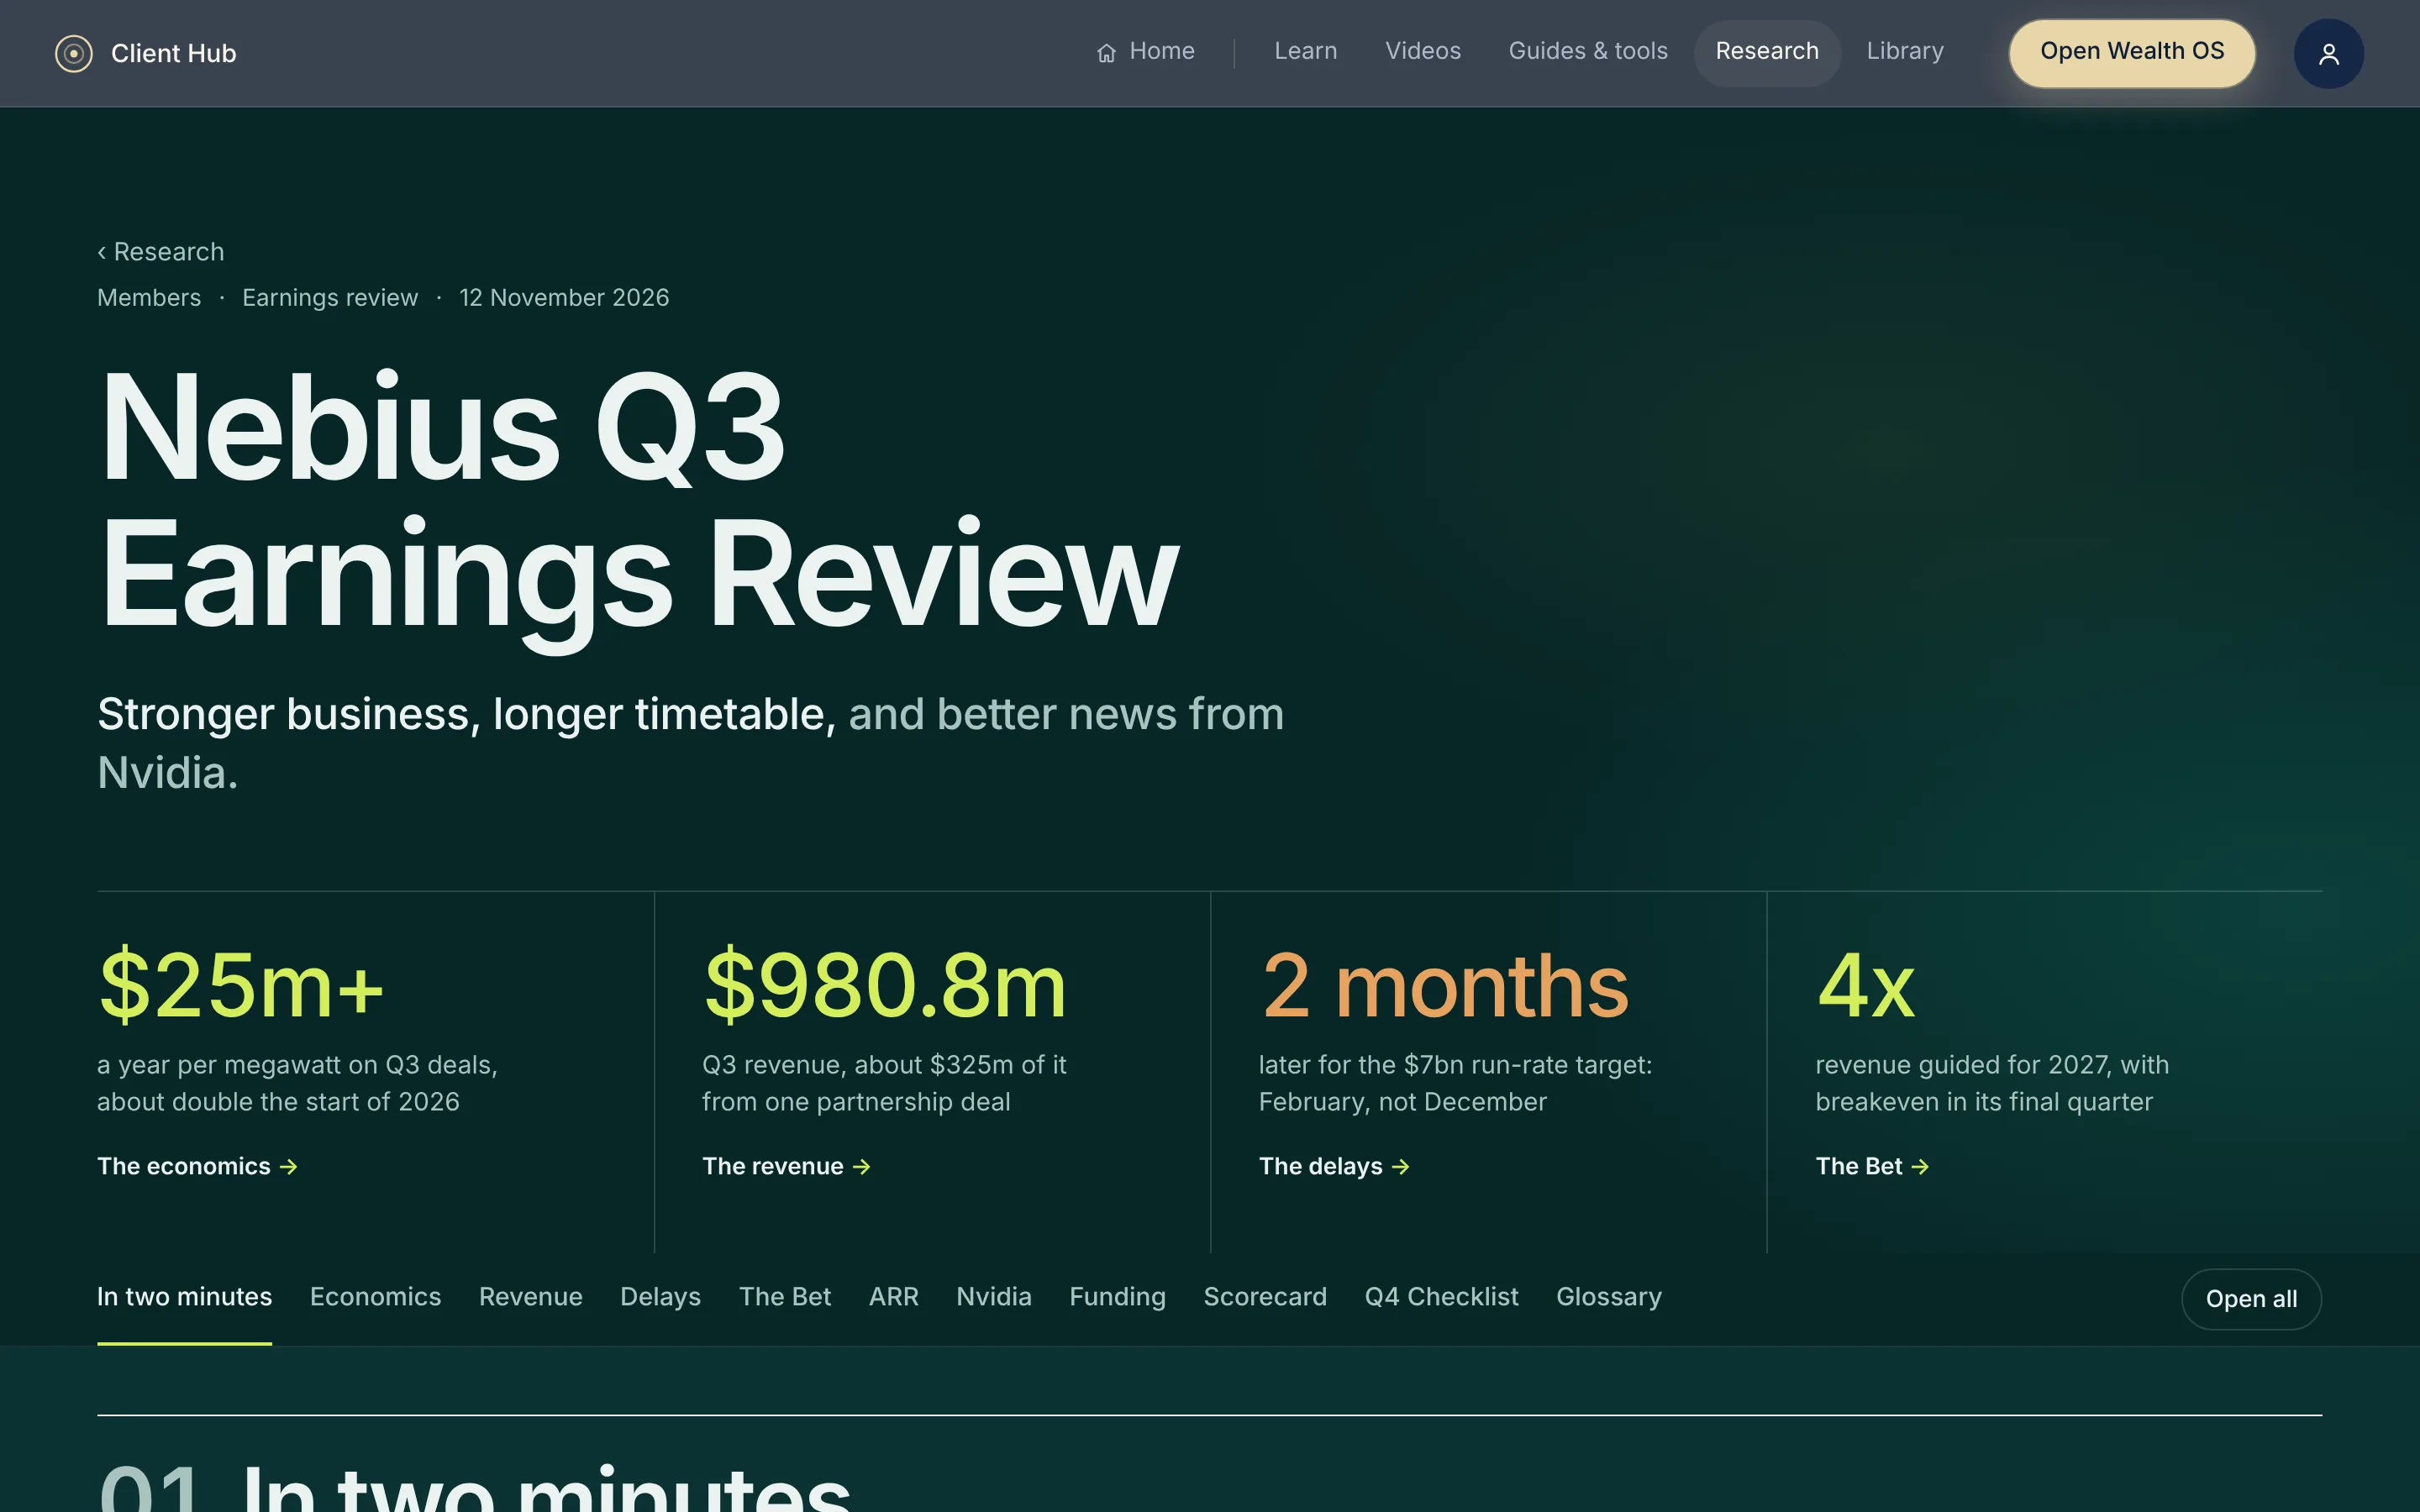 Client Hub
Home
Learn
Videos
Guides & tools
Research
Library
Open Wealth OS
‹ Research
Members · Earnings review · 12 November 2026
Nebius Q3
Earnings Review
Stronger business, longer timetable, and better news from
Nvidia.
$25m+
a year per megawatt on Q3 deals,
about double the start of 2026
The economics →
$980.8m
Q3 revenue, about $325m of it
from one partnership deal
The revenue →
2 months
later for the $7bn run-rate target:
February, not December
The delays →
4x
revenue guided for 2027, with
breakeven in its final quarter
The Bet →
In two minutes
Economics
Revenue
Delays
The Bet
ARR
Nvidia
Funding
Scorecard
Q4 Checklist
Glossary
Open all
01 In two minutes